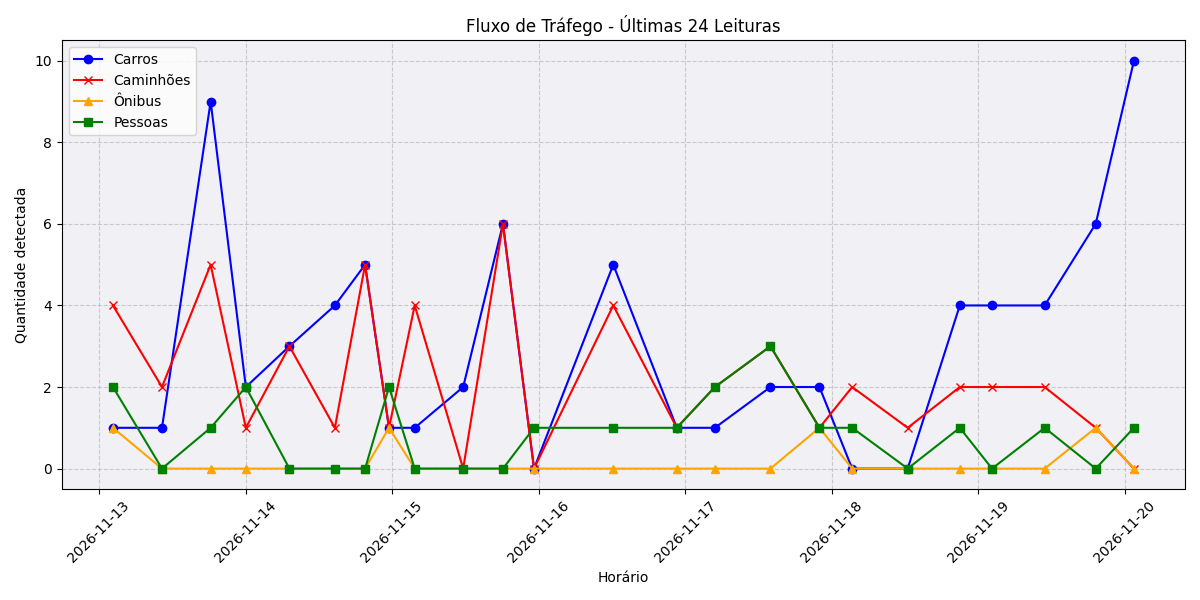 Fluxo de Tráfego - Últimas 24 Leituras
Carros
Caminhões
Ônibus
Pessoas
Quantidade detectada
10
8
6
4
2
0
2026-11-13
2026-11-14
2026-11-15
2026-11-16
2026-11-17
2026-11-18
2026-11-19
2026-11-20
Horário